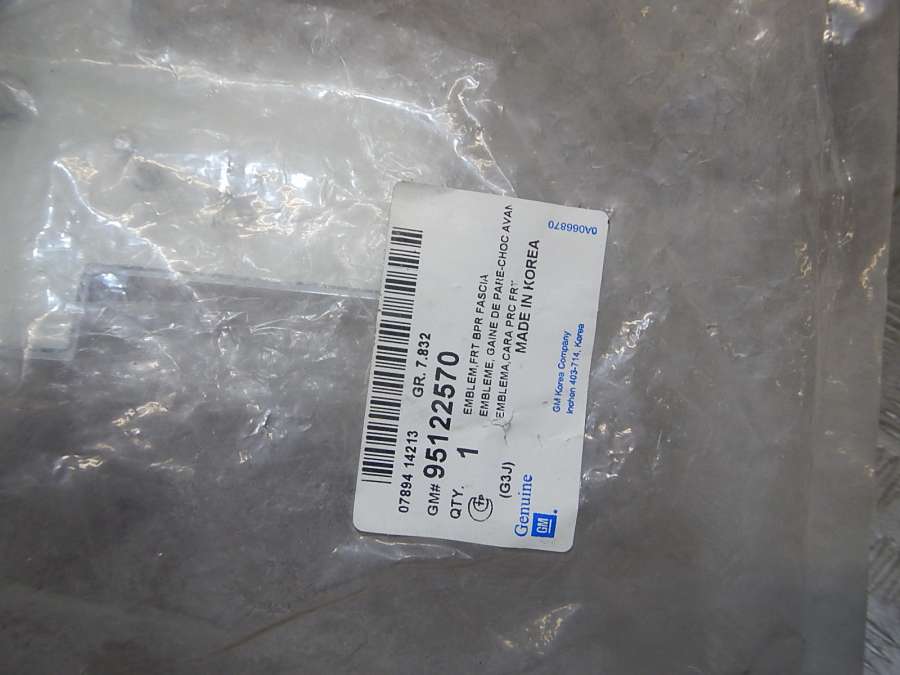 07894 14213 GR. 7.832
GM# 95122570
QTY. 1
EMBLEM,FRT BPR FASCIA
EMBLEME, GAINE DE PARE-CHOC AVAN
EMBLEMA,CARA PRC FRT
(G3J) MADE IN KOREA
Genuine
GM
GM Korea Company
Inchon 403-714, Korea
0A066870